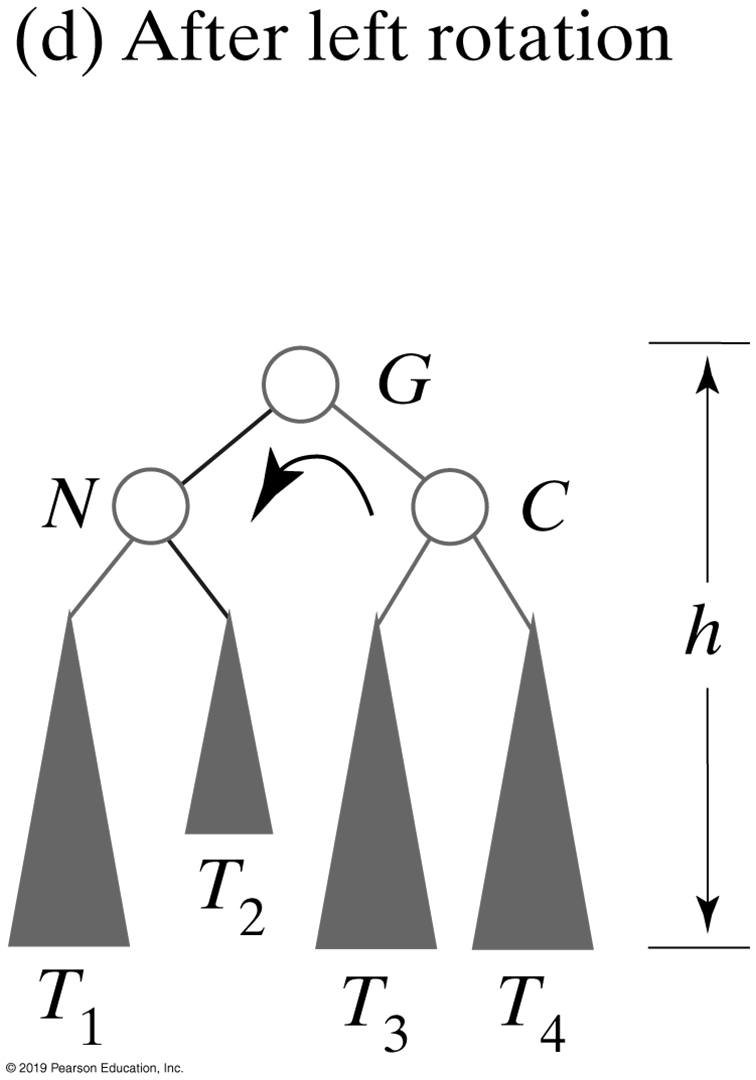 (d) After left rotation
G
N
C
h
T2
T1
T3
T4
© 2019 Pearson Education, Inc.